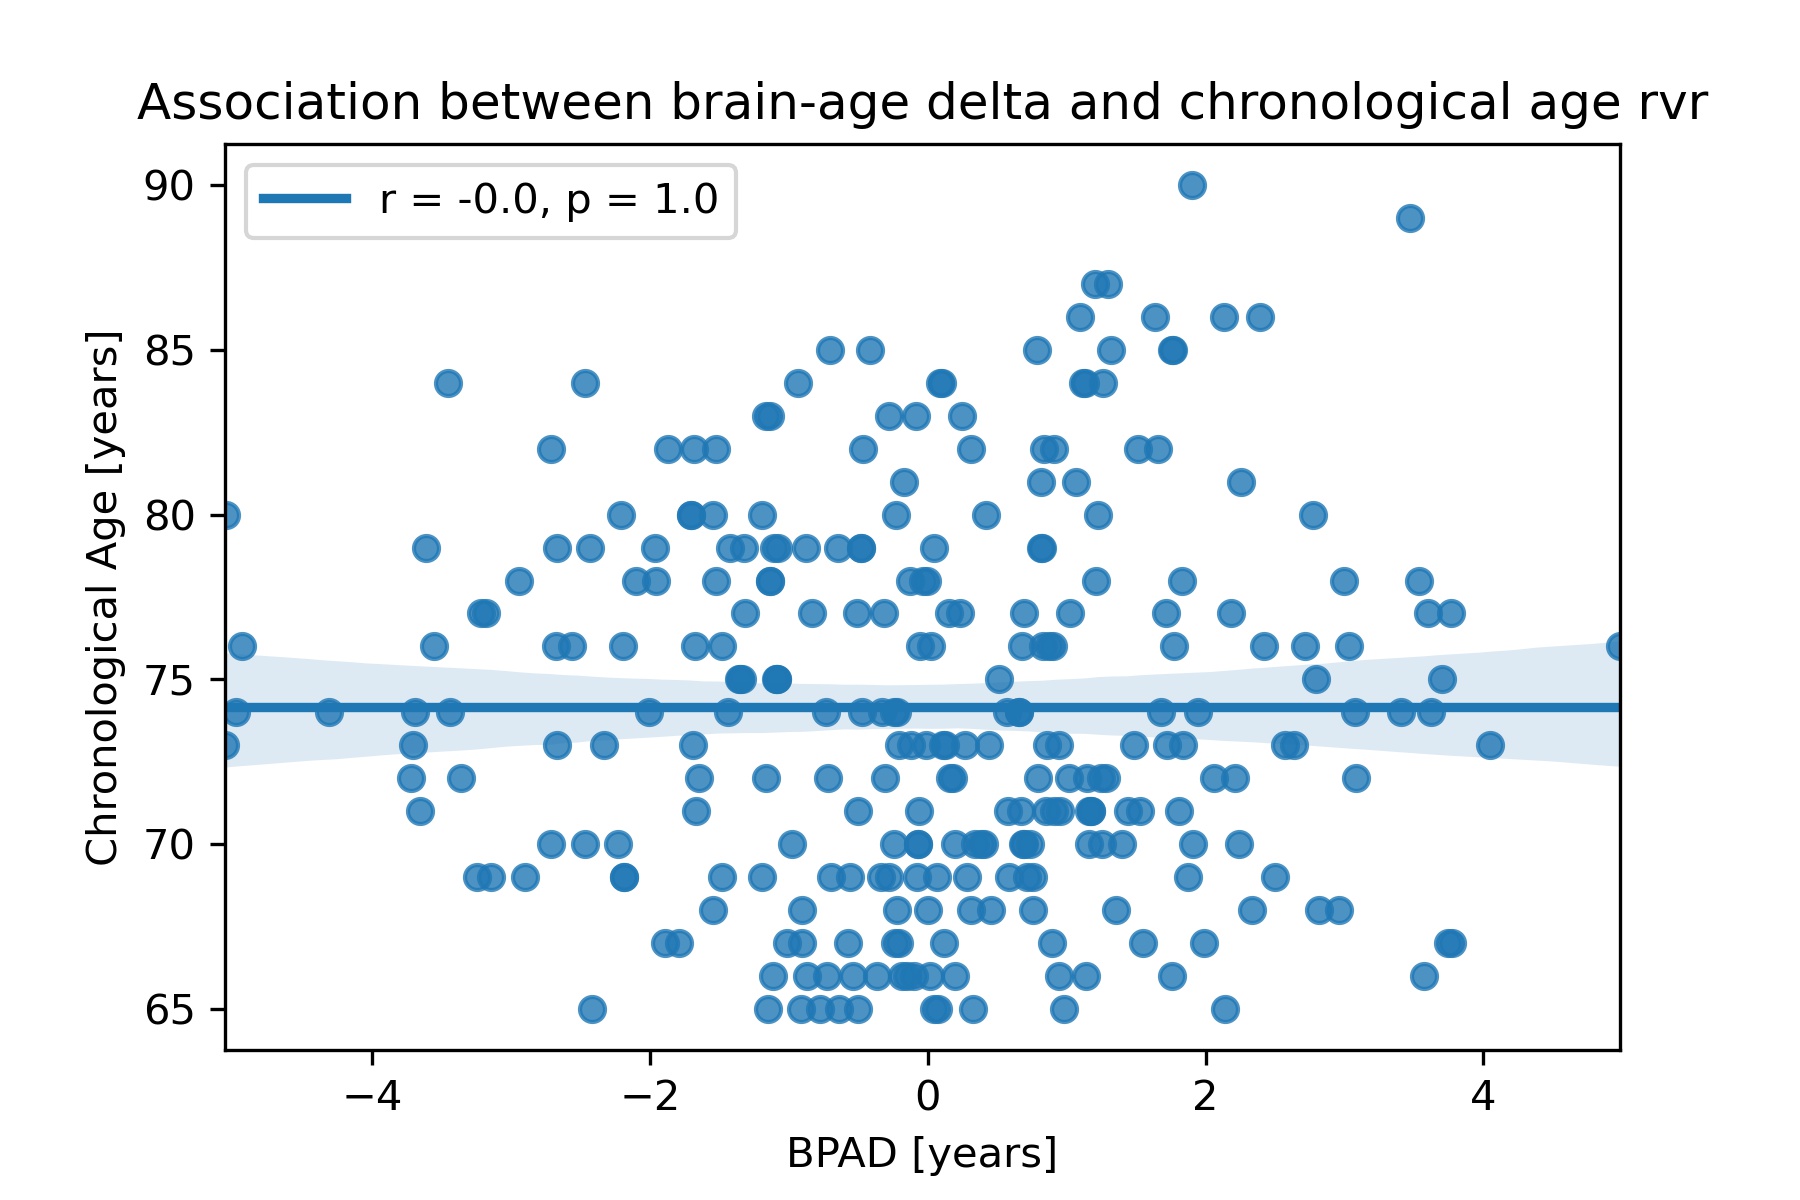 Association between brain-age delta and chronological age rvr
r = -0.0, p = 1.0
Chronological Age [years]
90
85
80
75
70
65
−4
−2
0
2
4
BPAD [years]